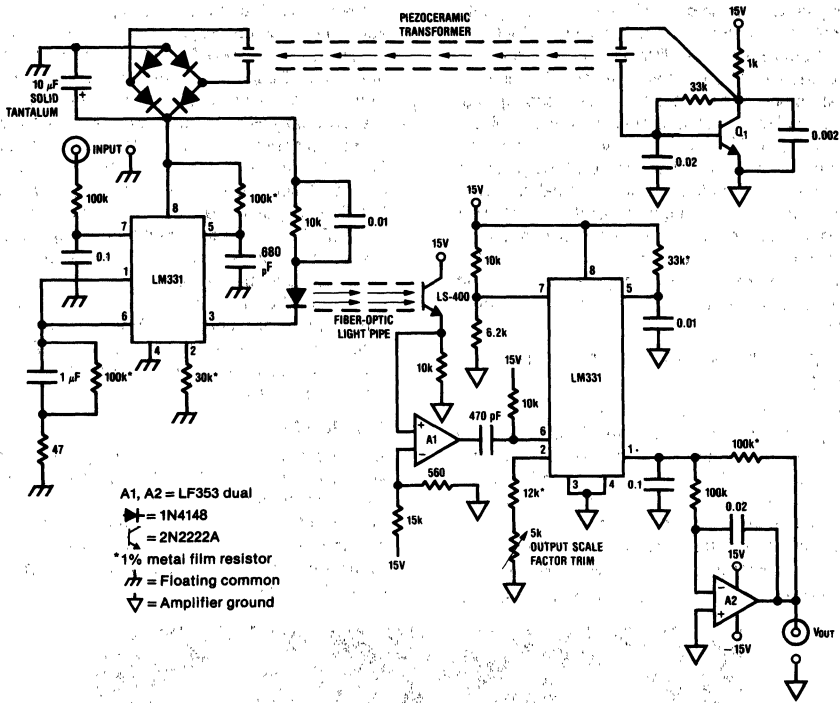 PIEZOCERAMIC
TRANSFORMER
15V
1k
33k
Q1
0.002
0.02
10 µF
SOLID
TANTALUM
+
INPUT
100k
100k*
8
7
5
0.1
1
LM331
.680
pF
10k
0.01
6
3
4
2
1 µF
100k*
30k*
47
FIBER-OPTIC
LIGHT PIPE
15V
LS-400
10k
15V
10k
6.2k
8
7
5
33k*
0.01
LM331
15V
10k
470 pF
6
2
1
3
4
+
A1
-
560
15k
15V
12k*
5k
OUTPUT SCALE
FACTOR TRIM
0.1
100k*
100k
0.02
15V
-
A2
+
-15V
VOUT
A1, A2 = LF353 dual
= 1N4148
= 2N2222A
*1% metal film resistor
= Floating common
= Amplifier ground